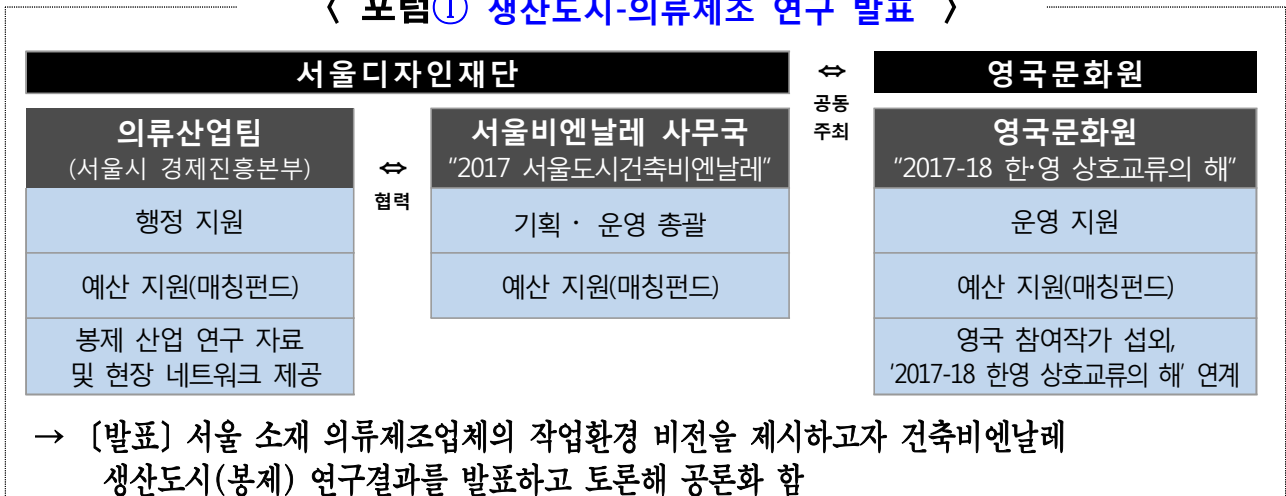 〈 포럼① 생산도시-의류제조 연구 발표 〉
서울디자인재단
⇔
공동
주최
영국문화원
의류산업팀
(서울시 경제진흥본부)
⇔
협력
서울비엔날레 사무국
“2017 서울도시건축비엔날레”
영국문화원
“2017-18 한·영 상호교류의 해”
행정 지원
기획 · 운영 총괄
운영 지원
예산 지원(매칭펀드)
예산 지원(매칭펀드)
예산 지원(매칭펀드)
봉제 산업 연구 자료
및 현장 네트워크 제공
영국 참여작가 섭외,
‘2017-18 한영 상호교류의 해’ 연계
→ [발표] 서울 소재 의류제조업체의 작업환경 비전을 제시하고자 건축비엔날레
생산도시(봉제) 연구결과를 발표하고 토론해 공론화 함